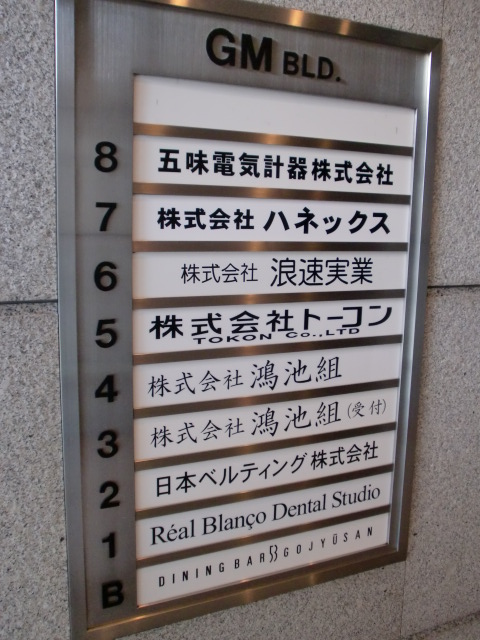 GM BLD.
8 五味電気計器株式会社
7 株式会社 ハネックス
6 株式会社 浪速実業
5 株式会社トーコン
TOKON Co.,LTD
4 株式会社 鴻池組
3 株式会社 鴻池組(受付)
2 日本ベルティング株式会社
1 Réal Blanço Dental Studio
B DINING BAR 53 GOJYŪSAN